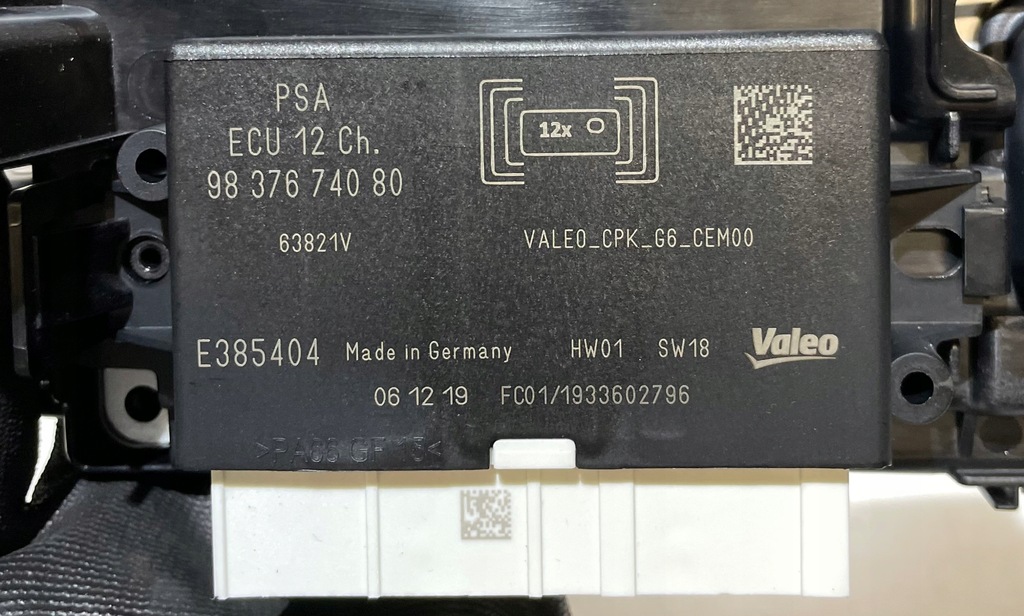 PSA
ECU 12 Ch.
98 376 740 80
12x
63821V
VALEO_CPK_G6_CEM00
E385404 Made in Germany HW01 SW18 Valeo
06 12 19 FC01/1933602796